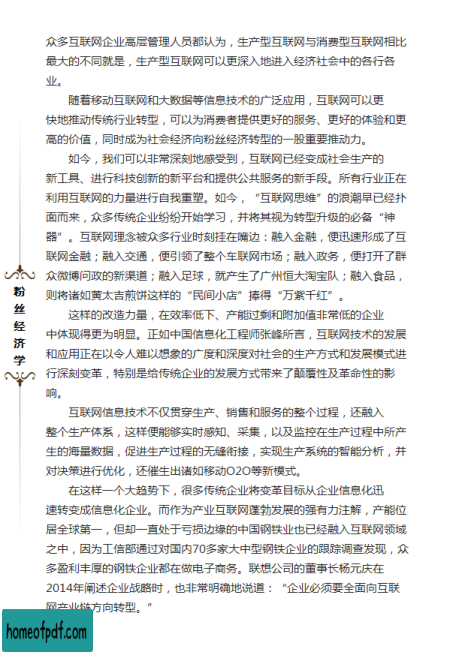 众多互联网企业高层管理人员都认为，生产型互联网与消费型互联网相比
最大的不同就是，生产型互联网可以更深入地进入经济社会中的各行各
业。
随着移动互联网和大数据等信息技术的广泛应用，互联网可以更
快地推动传统行业转型，可以为消费者提供更好的服务、更好的体验和更
高的价值，同时成为社会经济向粉丝经济转型的一股重要推动力。
如今，我们可以非常深刻地感受到，互联网已经变成社会生产的
新工具、进行科技创新的新平台和提供公共服务的新手段。所有行业正在
利用互联网的力量进行自我重塑。如今，“互联网思维”的浪潮早已经扑
面而来，众多传统企业纷纷开始学习，并将其视为转型升级的必备“神
器”。互联网理念被众多行业时刻挂在嘴边：融入金融，便迅速形成了互
联网金融；融入交通，便引领了整个车联网市场；融入政务，便打开了群
众微博问政的新渠道；融入足球，就产生了广州恒大淘宝队；融入食品，
则将诸如黄太吉煎饼这样的“民间小店”捧得“万紫千红”。
这样的改造力量，在效率低下、产能过剩和附加值非常低的企业
中体现得更为明显。正如中国信息化工程师张峰所言，互联网技术的发展
和应用正在以令人难以想象的广度和深度对社会的生产方式和发展模式进
行深刻变革，特别是给传统企业的发展方式带来了颠覆性及革命性的影
响。
互联网信息技术不仅贯穿生产、销售和服务的整个过程，还融入
整个生产体系，这样便能够实时感知、采集，以及监控在生产过程中所产
生的海量数据，促进生产过程的无缝衔接，实现生产系统的智能分析，并
对决策进行优化，还催生出诸如移动O2O等新模式。
在这样一个大趋势下，很多传统企业将变革目标从企业信息化迅
速转变成信息化企业。而作为产业互联网蓬勃发展的强有力注解，产能位
居全球第一，但却一直处于亏损边缘的中国钢铁业也已经融入互联网领域
之中，因为工信部通过对国内70多家大中型钢铁企业的跟踪调查发现，众
多盈利丰厚的钢铁企业都在做电子商务。联想公司的董事长杨元庆在
2014年阐述企业战略时，也非常明确地说道：“企业必须要全面向互联
网产业链方向转型。”
粉丝经济学
homeofpdf.com